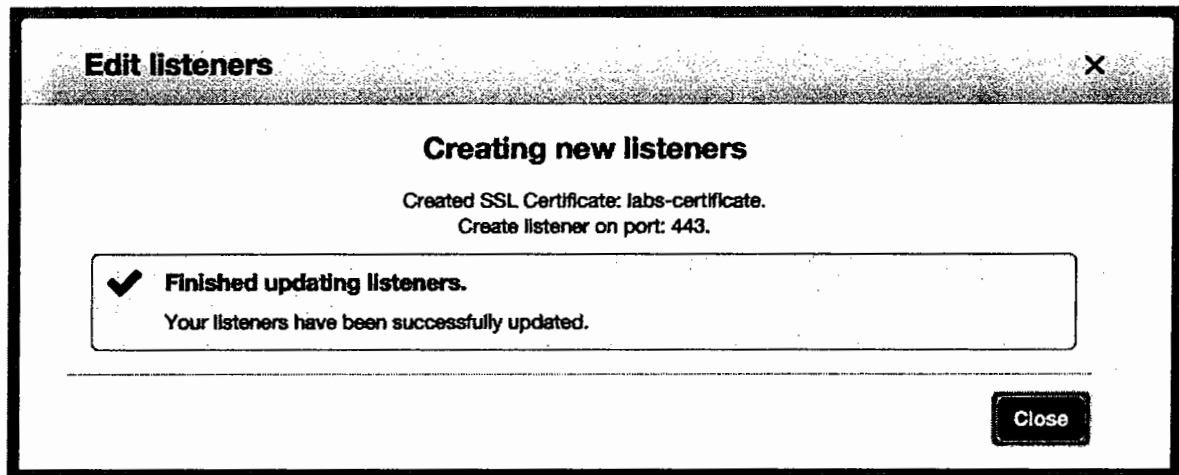 Edit listeners
×
Creating new listeners
Created SSL Certificate: labs-certificate.
Create listener on port: 443.
Finished updating listeners.
Your listeners have been successfully updated.
Close